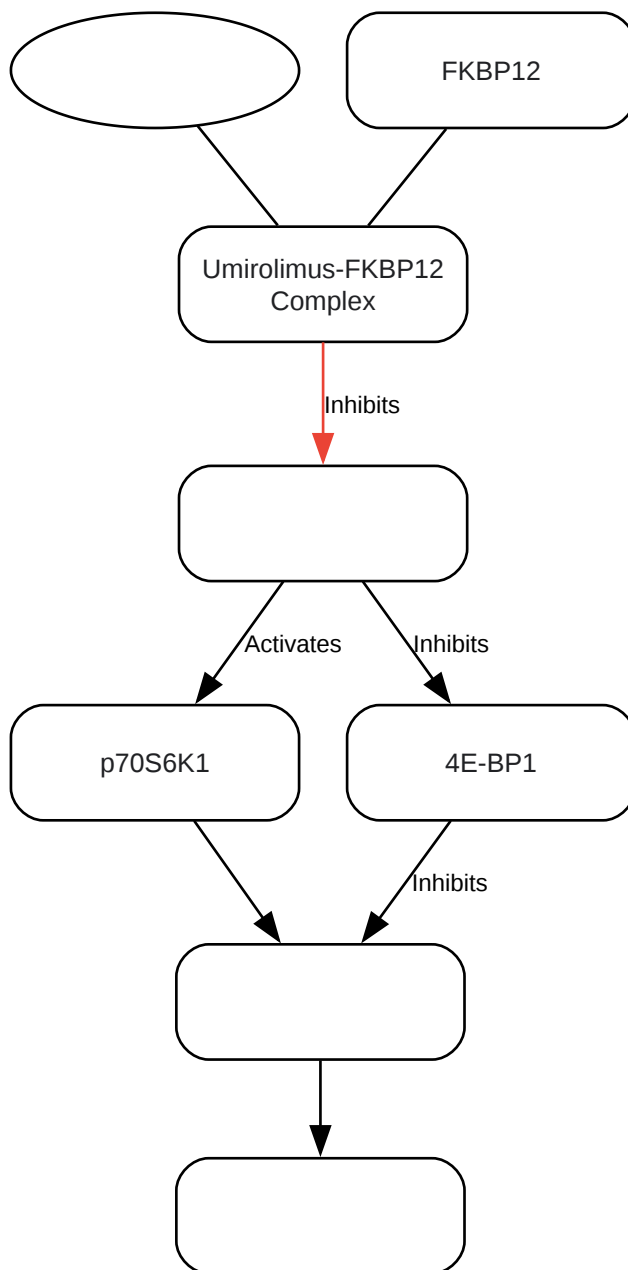 FKBP12
Umirolimus-FKBP12
Complex
Inhibits
Activates
Inhibits
p70S6K1
4E-BP1
Inhibits